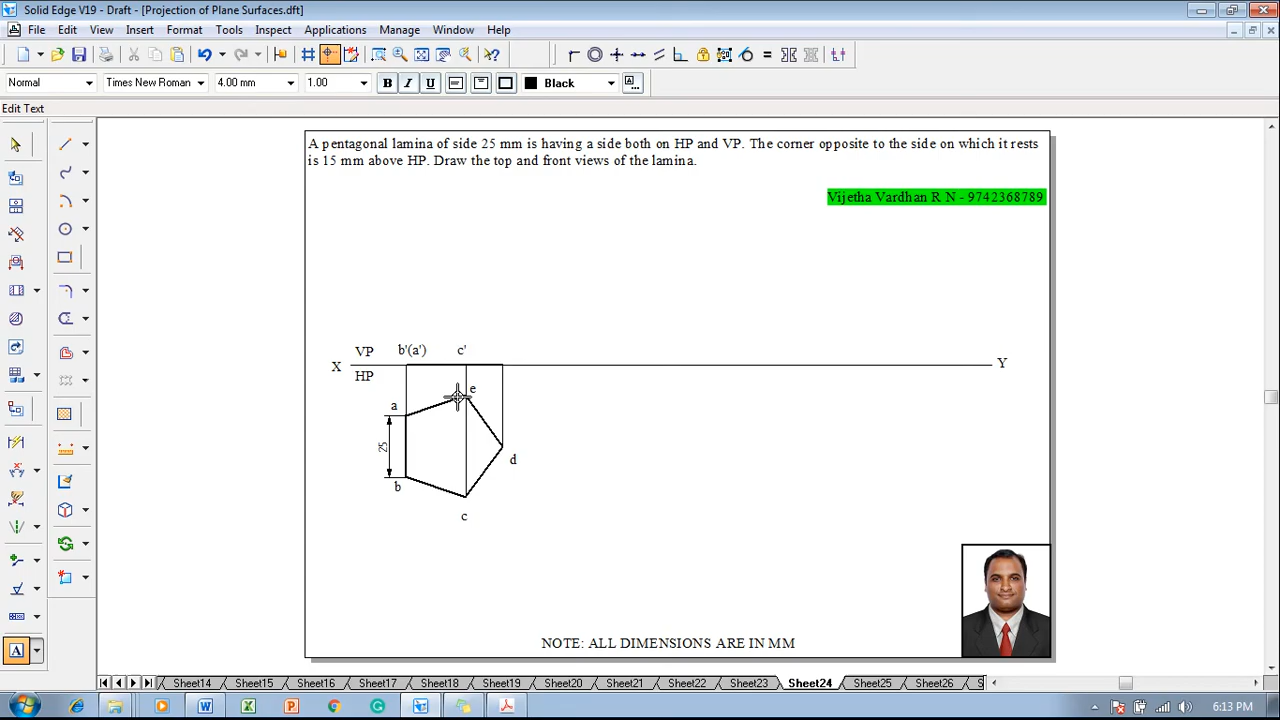 Solid Edge V19 - Draft - [Projection of Plane Surfaces.dft]
File Edit View Insert Format Tools Inspect Applications Manage Window Help
Normal Times New Roman 4.00 mm 1.00 B I U Black
Edit Text
A pentagonal lamina of side 25 mm is having a side both on HP and VP. The corner opposite to the side on which it rests
is 15 mm above HP. Draw the top and front views of the lamina.
Vijetha Vardhan R N - 9742368789
VP b'(a') c'
X Y
HP
e
a
25
d
b
c
NOTE: ALL DIMENSIONS ARE IN MM
Sheet14 Sheet15 Sheet16 Sheet17 Sheet18 Sheet19 Sheet20 Sheet21 Sheet22 Sheet23 Sheet24 Sheet25 Sheet26 S
6:13 PM